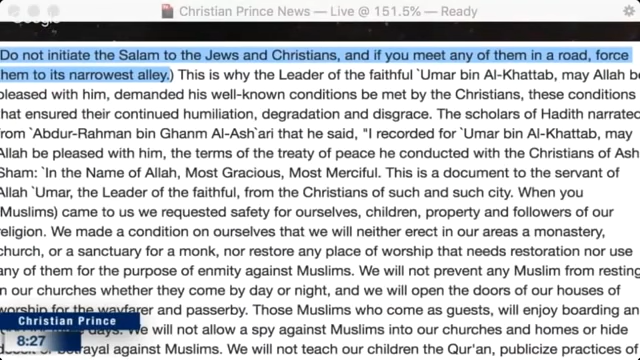 Christian Prince News — Live @ 151.5% — Ready
Do not initiate the Salam to the Jews and Christians, and if you meet any of them in a road, force
them to its narrowest alley.) This is why the Leader of the faithful `Umar bin Al-Khattab, may Allah be
pleased with him, demanded his well-known conditions be met by the Christians, these conditions
that ensured their continued humiliation, degradation and disgrace. The scholars of Hadith narrated
from `Abdur-Rahman bin Ghanm Al-Ash`ari that he said, "I recorded for `Umar bin Al-Khattab, may
Allah be pleased with him, the terms of the treaty of peace he conducted with the Christians of Ash
Sham: `In the Name of Allah, Most Gracious, Most Merciful. This is a document to the servant of
Allah `Umar, the Leader of the faithful, from the Christians of such and such city. When you
(Muslims) came to us we requested safety for ourselves, children, property and followers of our
religion. We made a condition on ourselves that we will neither erect in our areas a monastery,
church, or a sanctuary for a monk, nor restore any place of worship that needs restoration nor use
any of them for the purpose of enmity against Muslims. We will not prevent any Muslim from resting
in our churches whether they come by day or night, and we will open the doors of our houses of
worship for the wayfarer and passerby. Those Muslims who come as guests, will enjoy boarding an
days. We will not allow a spy against Muslims into our churches and homes or hide
betrayal against Muslims. We will not teach our children the Qur'an, publicize practices of
Christian Prince
8:27